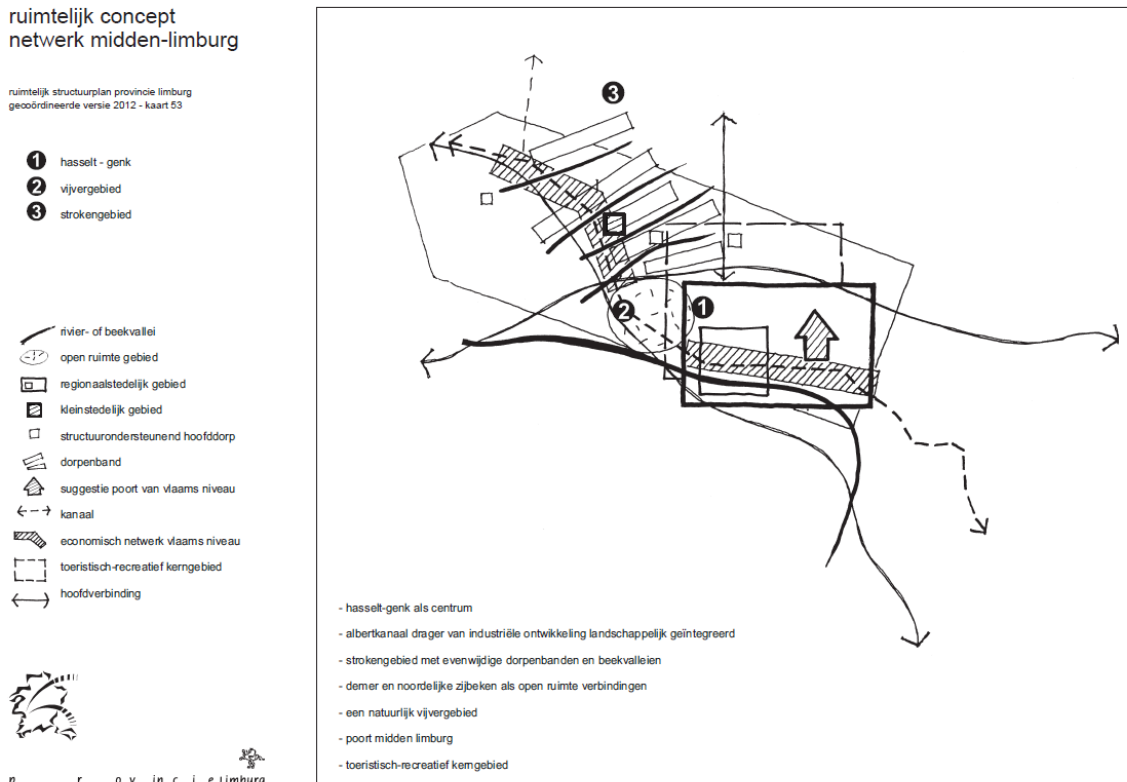 ruimtelijk concept
netwerk midden-limburg
ruimtelijk structuurplan provincie limburg
gecoördineerde versie 2012 - kaart 53
1 hasselt - genk
2 vijvergebied
3 strokengebied
rivier- of beekvallei
open ruimte gebied
regionaalstedelijk gebied
kleinstedelijk gebied
structuurondersteunend hoofddorp
dorpenband
suggestie poort van vlaams niveau
kanaal
economisch netwerk vlaams niveau
toeristisch-recreatief kerngebied
hoofdverbinding
provincie limburg
3
1
2
- hasselt-genk als centrum
- albertkanaal drager van industriële ontwikkeling landschappelijk geïntegreerd
- strokengebied met evenwijdige dorpenbanden en beekvalleien
- demer en noordelijke zijbeken als open ruimte verbindingen
- een natuurlijk vijvergebied
- poort midden limburg
- toeristisch-recreatief kerngebied